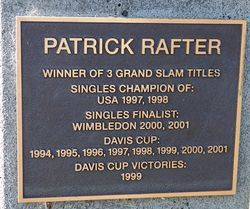 PATRICK RAFTER
WINNER OF 3 GRAND SLAM TITLES
SINGLES CHAMPION OF:
USA 1997, 1998
SINGLES FINALIST:
WIMBLEDON 2000, 2001
DAVIS CUP:
1994, 1995, 1996, 1997, 1998, 1999, 2000, 2001
DAVIS CUP VICTORIES:
1999